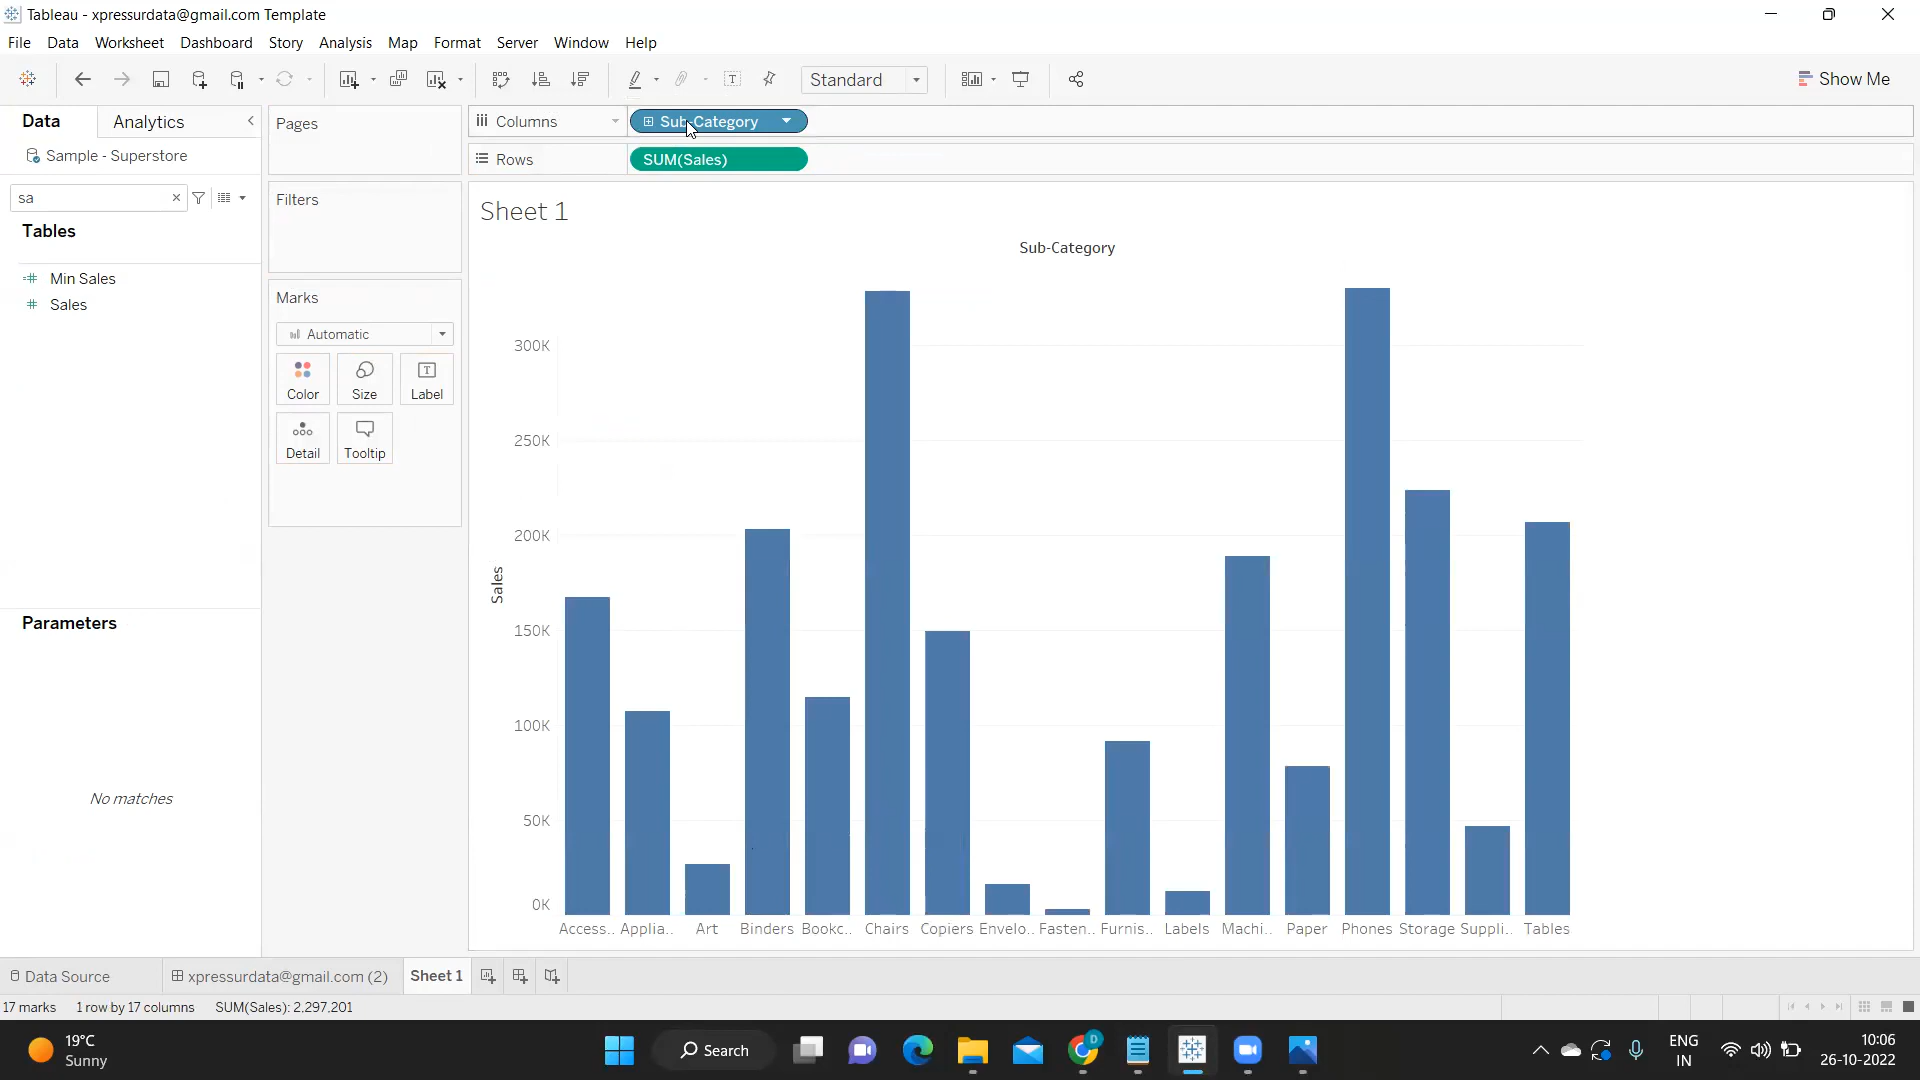 Tableau - xpressurdata@gmail.com Template
File Data Worksheet Dashboard Story Analysis Map Format Server Window Help
Standard
Show Me
Data Analytics
Sample - Superstore
sa
Tables
Min Sales
Sales
Parameters
No matches
Pages
Filters
Marks
Automatic
Color Size Label
Detail Tooltip
Columns Sub-Category
Rows SUM(Sales)
Sheet 1
Sub-Category
300K
250K
200K
150K
100K
50K
0K
Sales
Access.. Applia.. Art Binders Bookc.. Chairs Copiers Envelo.. Fasten.. Furnis.. Labels Machi.. Paper Phones Storage Suppli.. Tables
Data Source xpressurdata@gmail.com (2) Sheet 1
17 marks 1 row by 17 columns SUM(Sales): 2,297,201
19°C
Sunny
Search
D
ENG
IN
10:06
26-10-2022